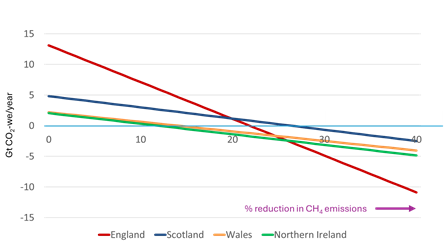 15
10
5
0
-5
-10
-15
Gt CO₂-we/year
0 10 20 30 40
% reduction in CH₄ emissions
England Scotland Wales Northern Ireland